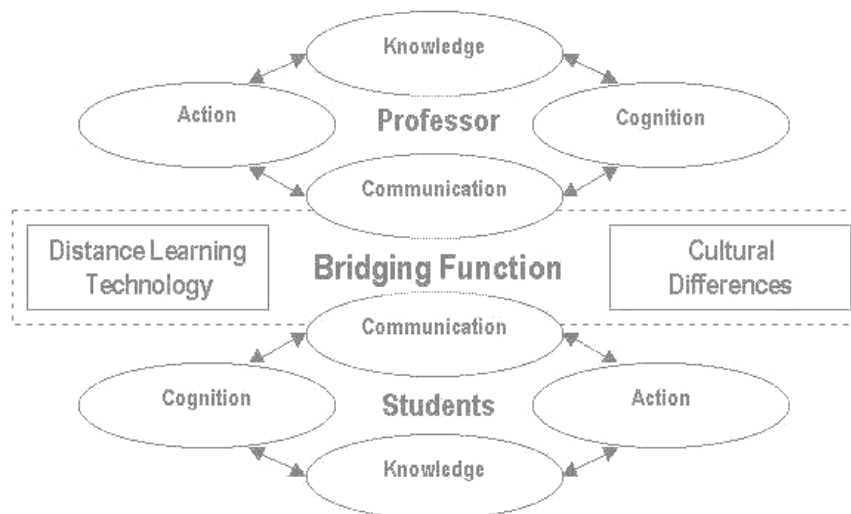 Knowledge
Action
Professor
Cognition
Communication
Distance Learning
Technology
Bridging Function
Cultural
Differences
Communication
Cognition
Students
Action
Knowledge